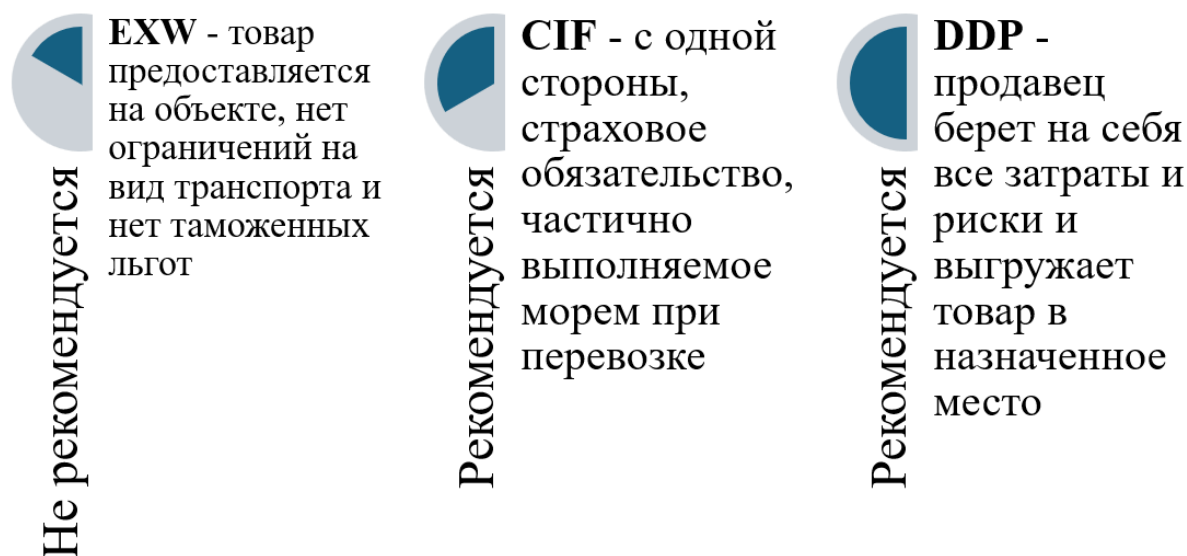 Не рекомендуется
EXW - товар
предоставляется
на объекте, нет
ограничений на
вид транспорта и
нет таможенных
льгот
Рекомендуется
CIF - с одной
стороны,
страховое
обязательство,
частично
выполняемое
морем при
перевозке
Рекомендуется
DDP -
продавец
берет на себя
все затраты и
риски и
выгружает
товар в
назначенное
место